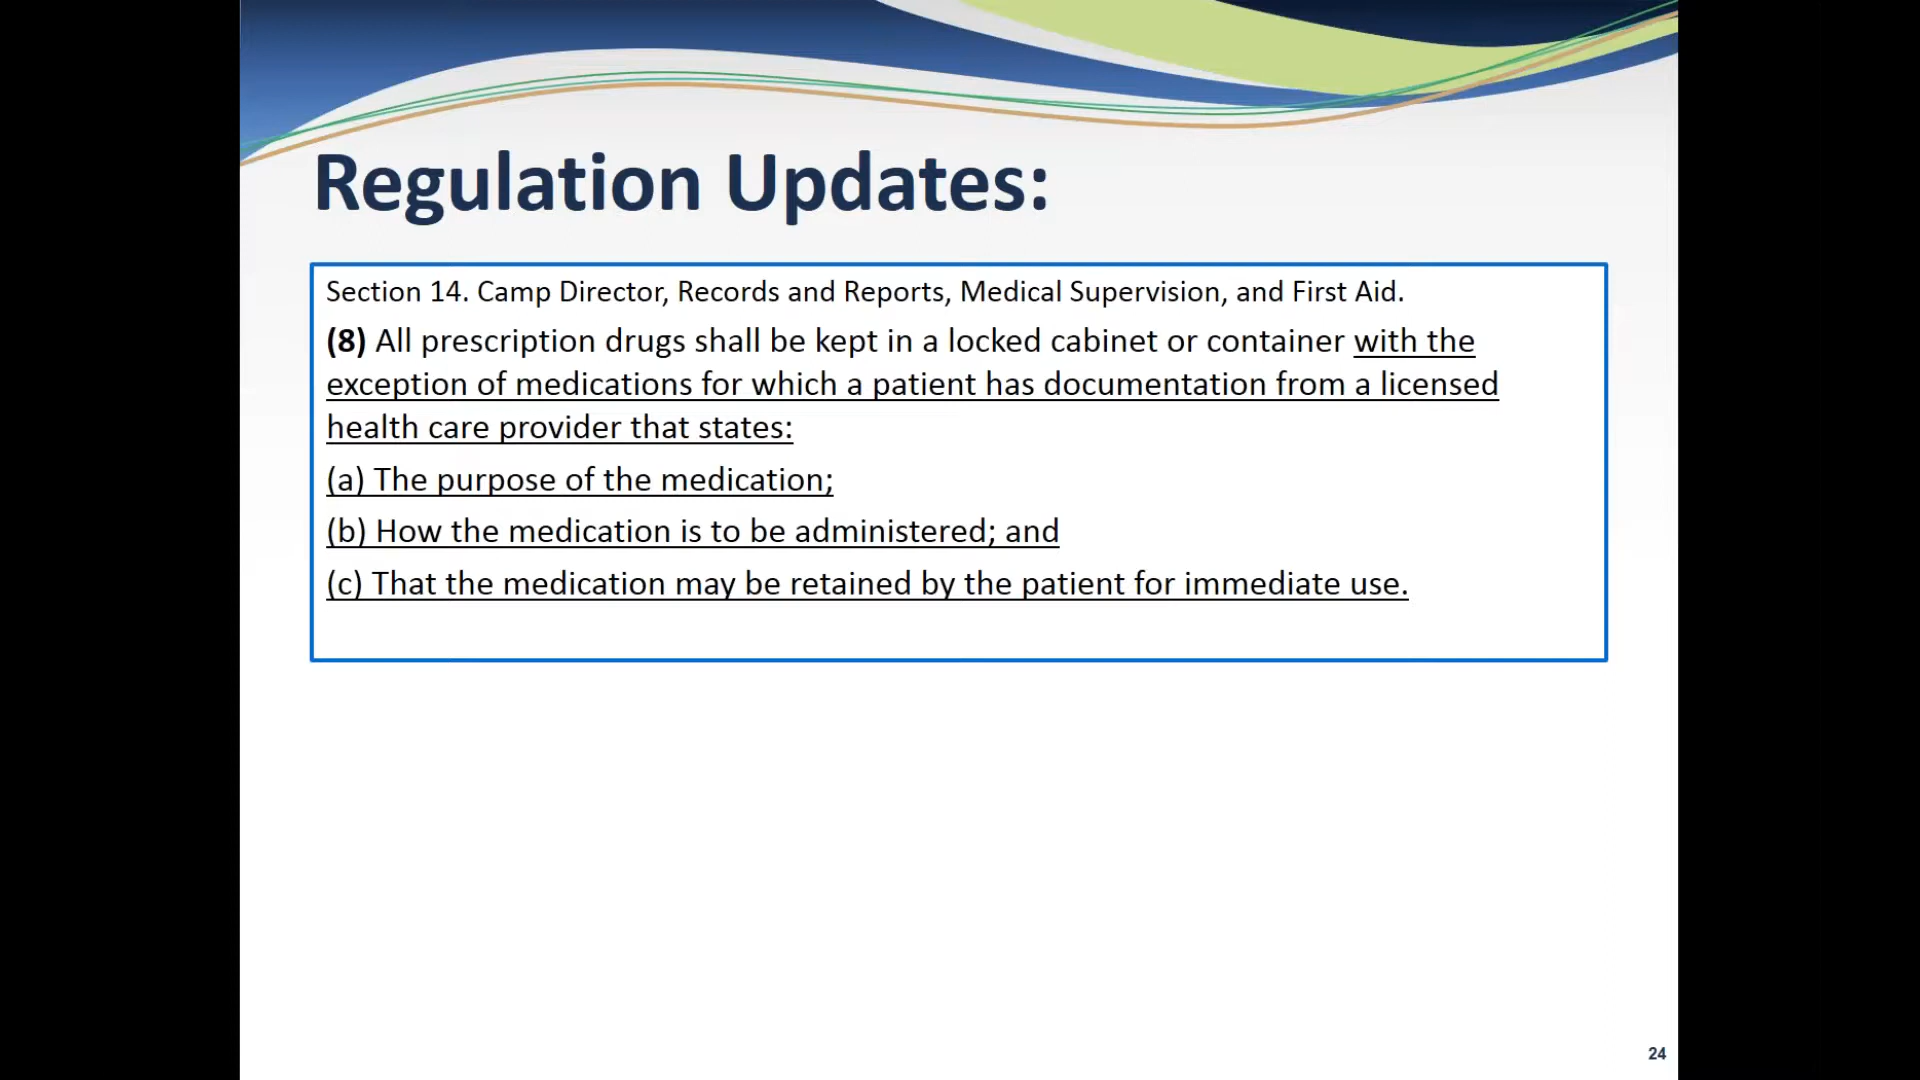 Regulation Updates:
Section 14. Camp Director, Records and Reports, Medical Supervision, and First Aid.
(8) All prescription drugs shall be kept in a locked cabinet or container with the
exception of medications for which a patient has documentation from a licensed
health care provider that states:
(a) The purpose of the medication;
(b) How the medication is to be administered; and
(c) That the medication may be retained by the patient for immediate use.
24